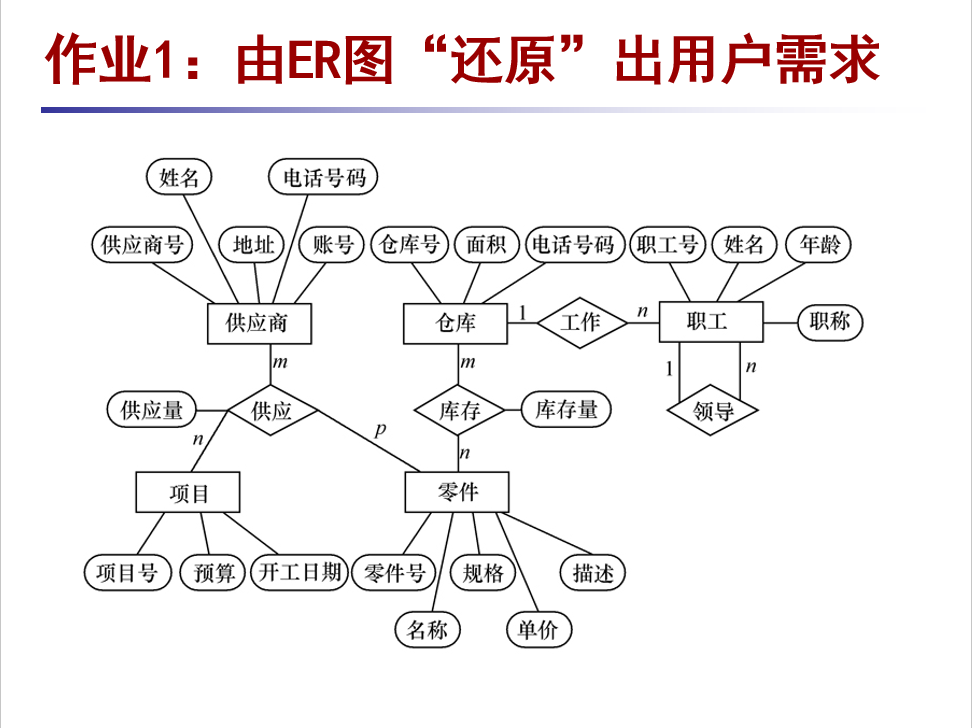 作业1：由ER图“还原”出用户需求
姓名
电话号码
供应商号
地址
账号
仓库号
面积
电话号码
职工号
姓名
年龄
供应商
仓库
1
工作
n
职工
职称
m
m
1
n
供应量
供应
库存
库存量
领导
n
p
n
项目
零件
项目号
预算
开工日期
零件号
规格
描述
名称
单价